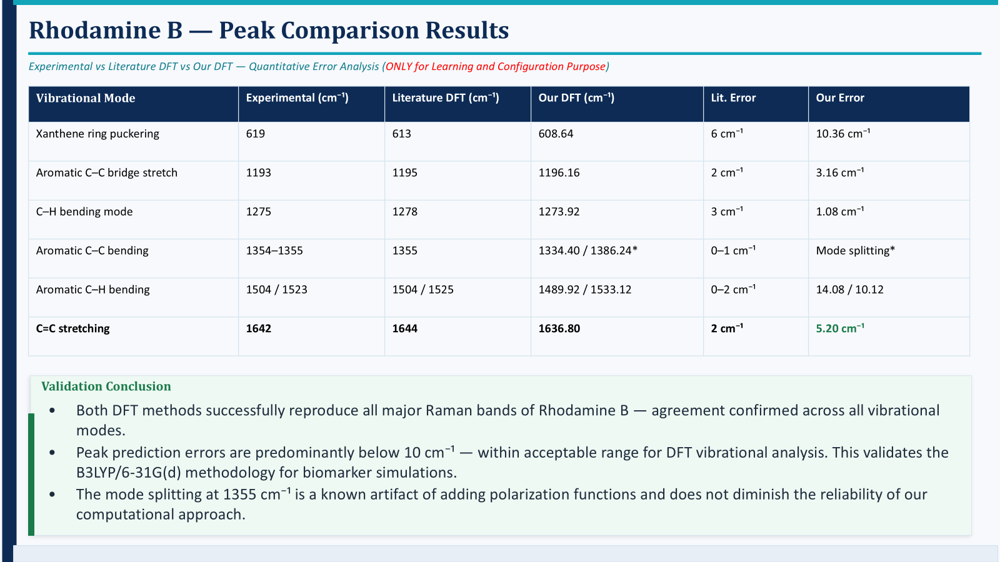 Rhodamine B — Peak Comparison Results
Experimental vs Literature DFT vs Our DFT — Quantitative Error Analysis (ONLY for Learning and Configuration Purpose)
Vibrational Mode Experimental (cm⁻¹) Literature DFT (cm⁻¹) Our DFT (cm⁻¹) Lit. Error Our Error
Xanthene ring puckering 619 613 608.64 6 cm⁻¹ 10.36 cm⁻¹
Aromatic C–C bridge stretch 1193 1195 1196.16 2 cm⁻¹ 3.16 cm⁻¹
C–H bending mode 1275 1278 1273.92 3 cm⁻¹ 1.08 cm⁻¹
Aromatic C–C bending 1354–1355 1355 1334.40 / 1386.24* 0–1 cm⁻¹ Mode splitting*
Aromatic C–H bending 1504 / 1523 1504 / 1525 1489.92 / 1533.12 0–2 cm⁻¹ 14.08 / 10.12
C=C stretching 1642 1644 1636.80 2 cm⁻¹ 5.20 cm⁻¹
Validation Conclusion
• Both DFT methods successfully reproduce all major Raman bands of Rhodamine B — agreement confirmed across all vibrational
modes.
• Peak prediction errors are predominantly below 10 cm⁻¹ — within acceptable range for DFT vibrational analysis. This validates the
B3LYP/6-31G(d) methodology for biomarker simulations.
• The mode splitting at 1355 cm⁻¹ is a known artifact of adding polarization functions and does not diminish the reliability of our
computational approach.